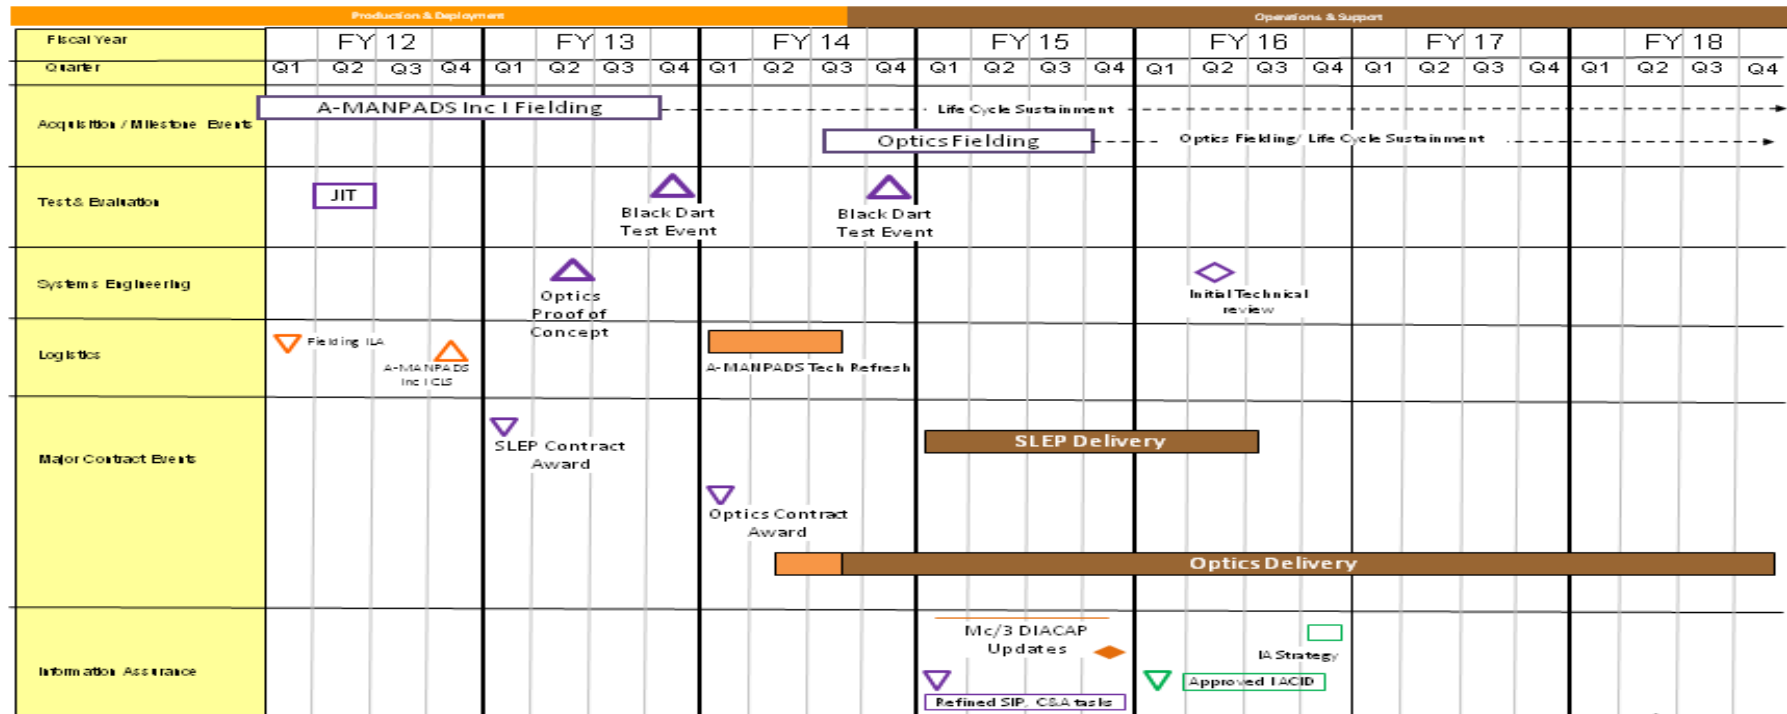 Production & Deployment
Operations & Support
Fiscal Year
FY 12
FY 13
FY 14
FY 15
FY 16
FY 17
FY 18
Quarter
Q1 Q2 Q3 Q4 Q1 Q2 Q3 Q4 Q1 Q2 Q3 Q4 Q1 Q2 Q3 Q4 Q1 Q2 Q3 Q4 Q1 Q2 Q3 Q4 Q1 Q2 Q3 Q4
Acquisition / Milestone Events
A-MANPADS Inc I Fielding
Life Cycle Sustainment
Optics Fielding
Optics Fielding/ Life Cycle Sustainment
Test & Evaluation
JIT
Black Dart
Test Event
Black Dart
Test Event
Systems Engineering
Optics
Proof of
Concept
Initial Technical
review
Logistics
Fielding ILA
A-MANPADS
Inc I CLS
A-MANPADS Tech Refresh
Major Contract Events
SLEP Contract
Award
SLEP Delivery
Optics Contract
Award
Optics Delivery
Information Assurance
Mc/3 DIACAP
Updates
IA Strategy
Approved IACID
Refined SIP, C&A tasks